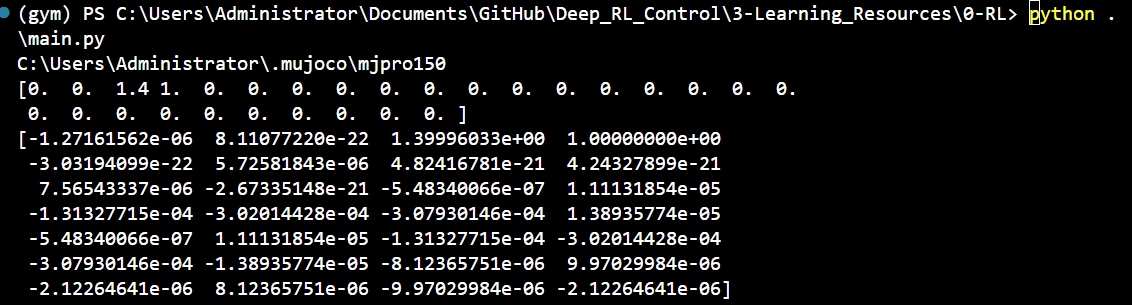 (gym) PS C:\Users\Administrator\Documents\GitHub\Deep_RL_Control\3-Learning_Resources\0-RL> python .
\main.py
C:\Users\Administrator\.mujoco\mjpro150
[0.  0.  1.4 1.  0.  0.  0.  0.  0.  0.  0.  0.  0.  0.  0.  0.  0.  0.
 0.  0.  0.  0.  0.  0.  0.  0.  0.  0. ]
[-1.27161562e-06  8.11077220e-22  1.39996033e+00  1.00000000e+00
 -3.03194099e-22  5.72581843e-06  4.82416781e-21  4.24327899e-21
  7.56543337e-06 -2.67335148e-21 -5.48340066e-07  1.11131854e-05
 -1.31327715e-04 -3.02014428e-04 -3.07930146e-04  1.38935774e-05
 -5.48340066e-07  1.11131854e-05 -1.31327715e-04 -3.02014428e-04
 -3.07930146e-04 -1.38935774e-05 -8.12365751e-06  9.97029984e-06
 -2.12264641e-06  8.12365751e-06 -9.97029984e-06 -2.12264641e-06]